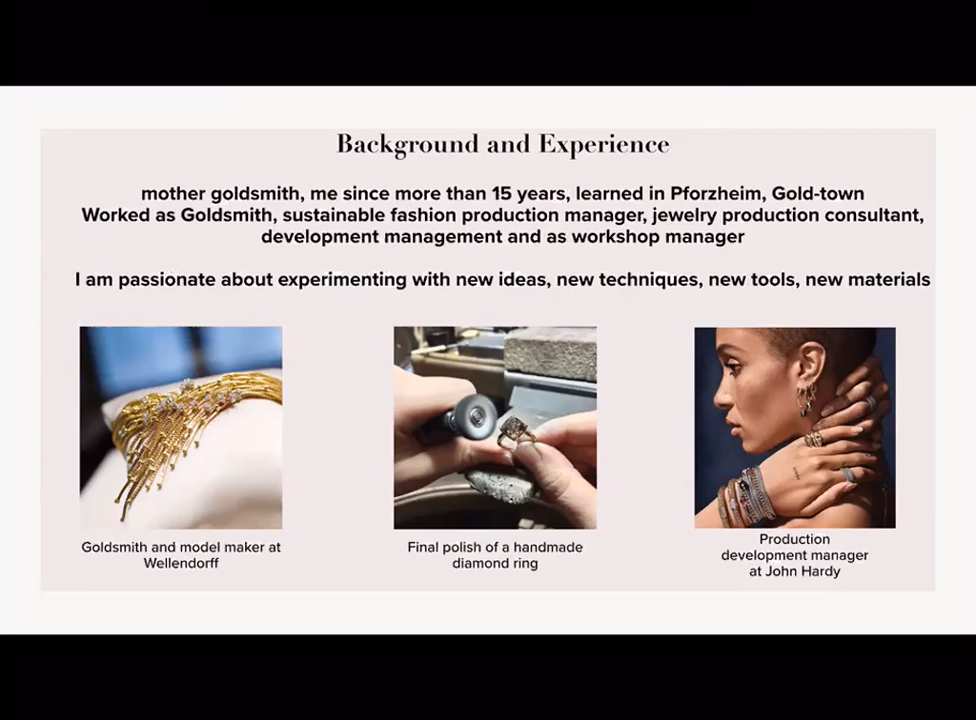 Background and Experience
mother goldsmith, me since more than 15 years, learned in Pforzheim, Gold-town
Worked as Goldsmith, sustainable fashion production manager, jewelry production consultant,
development management and as workshop manager
I am passionate about experimenting with new ideas, new techniques, new tools, new materials
Goldsmith and model maker at
Wellendorff
Final polish of a handmade
diamond ring
Production
development manager
at John Hardy